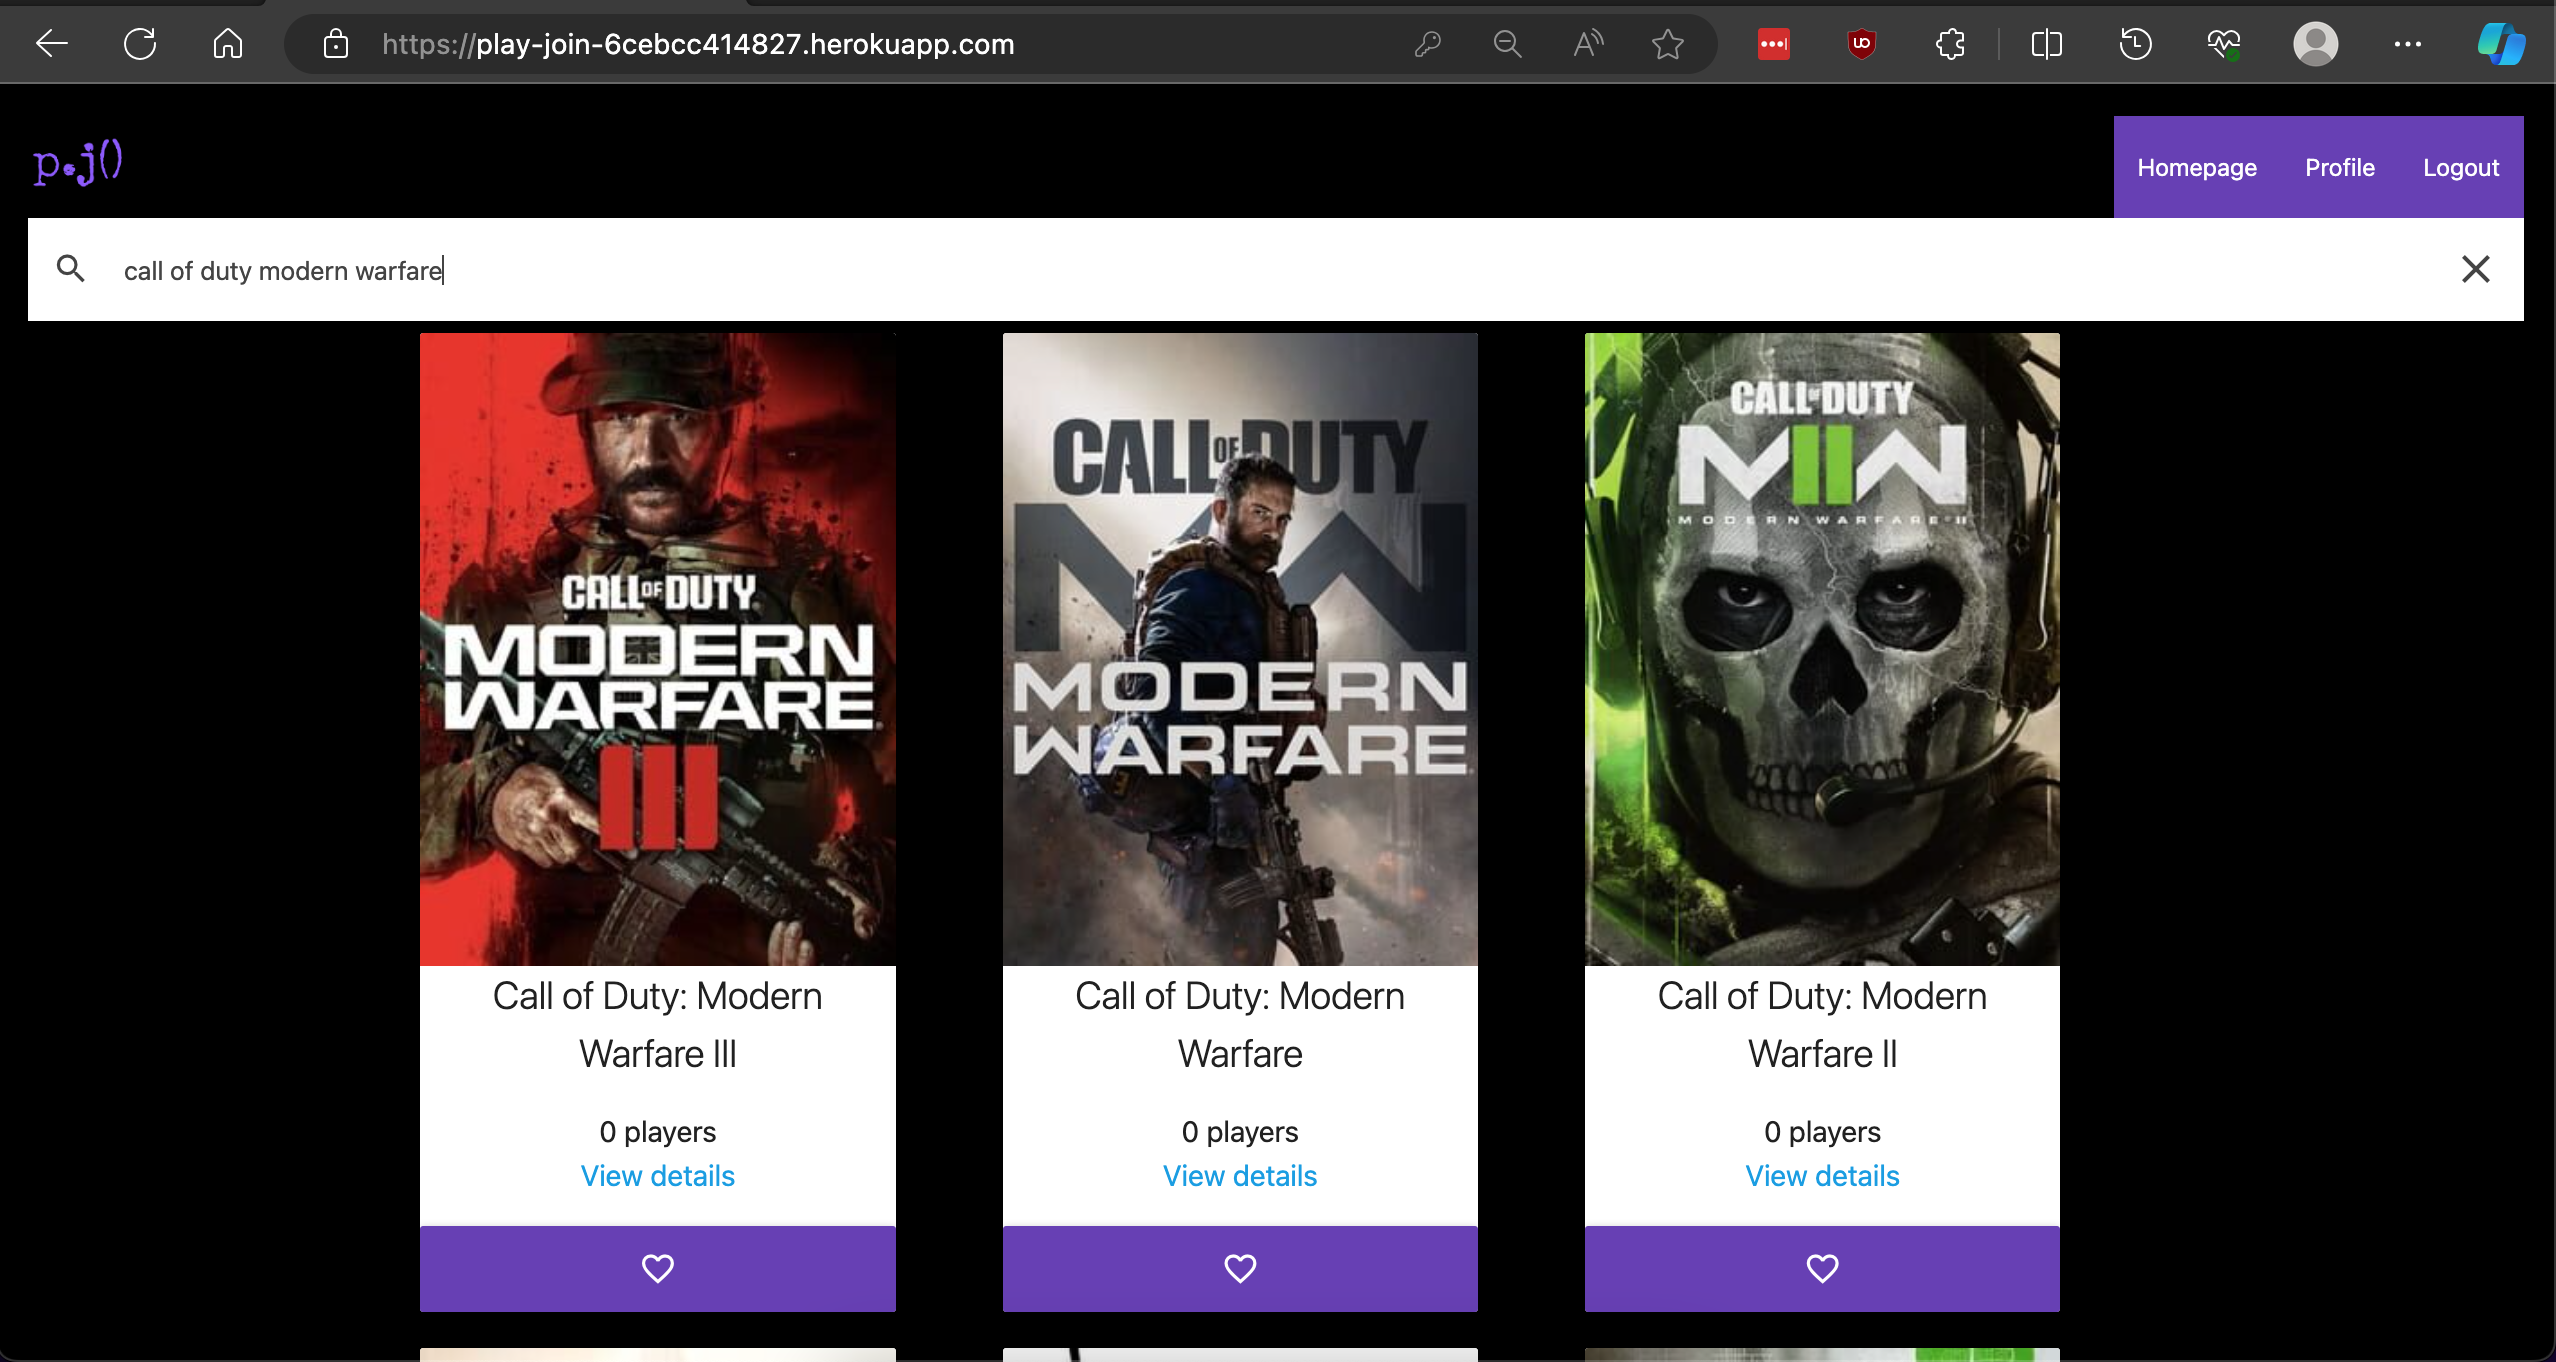 https://play-join-6cebcc414827.herokuapp.com
p.j()
Homepage Profile Logout
call of duty modern warfare
CALL OF DUTY
MODERN
WARFARE
III
CALL OF DUTY
MW
MODERN
WARFARE
CALL OF DUTY
MIIW
MODERN WARFARE II
Call of Duty: Modern
Warfare III
0 players
View details
Call of Duty: Modern
Warfare
0 players
View details
Call of Duty: Modern
Warfare II
0 players
View details